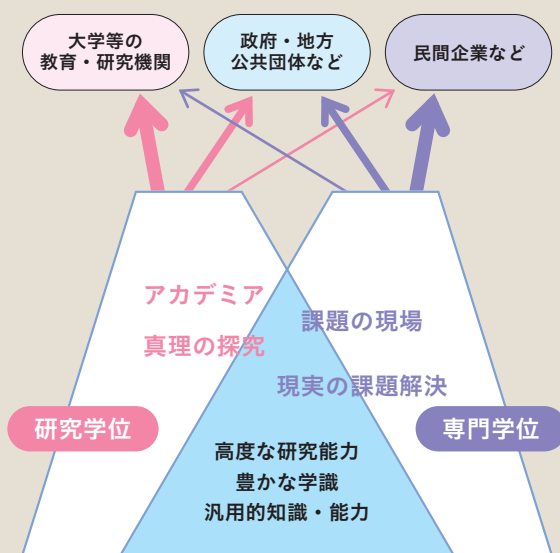 大学等の
教育・研究機関
政府・地方
公共団体など
民間企業など
アカデミア
真理の探究
課題の現場
現実の課題解決
研究学位
専門学位
高度な研究能力
豊かな学識
汎用的知識・能力